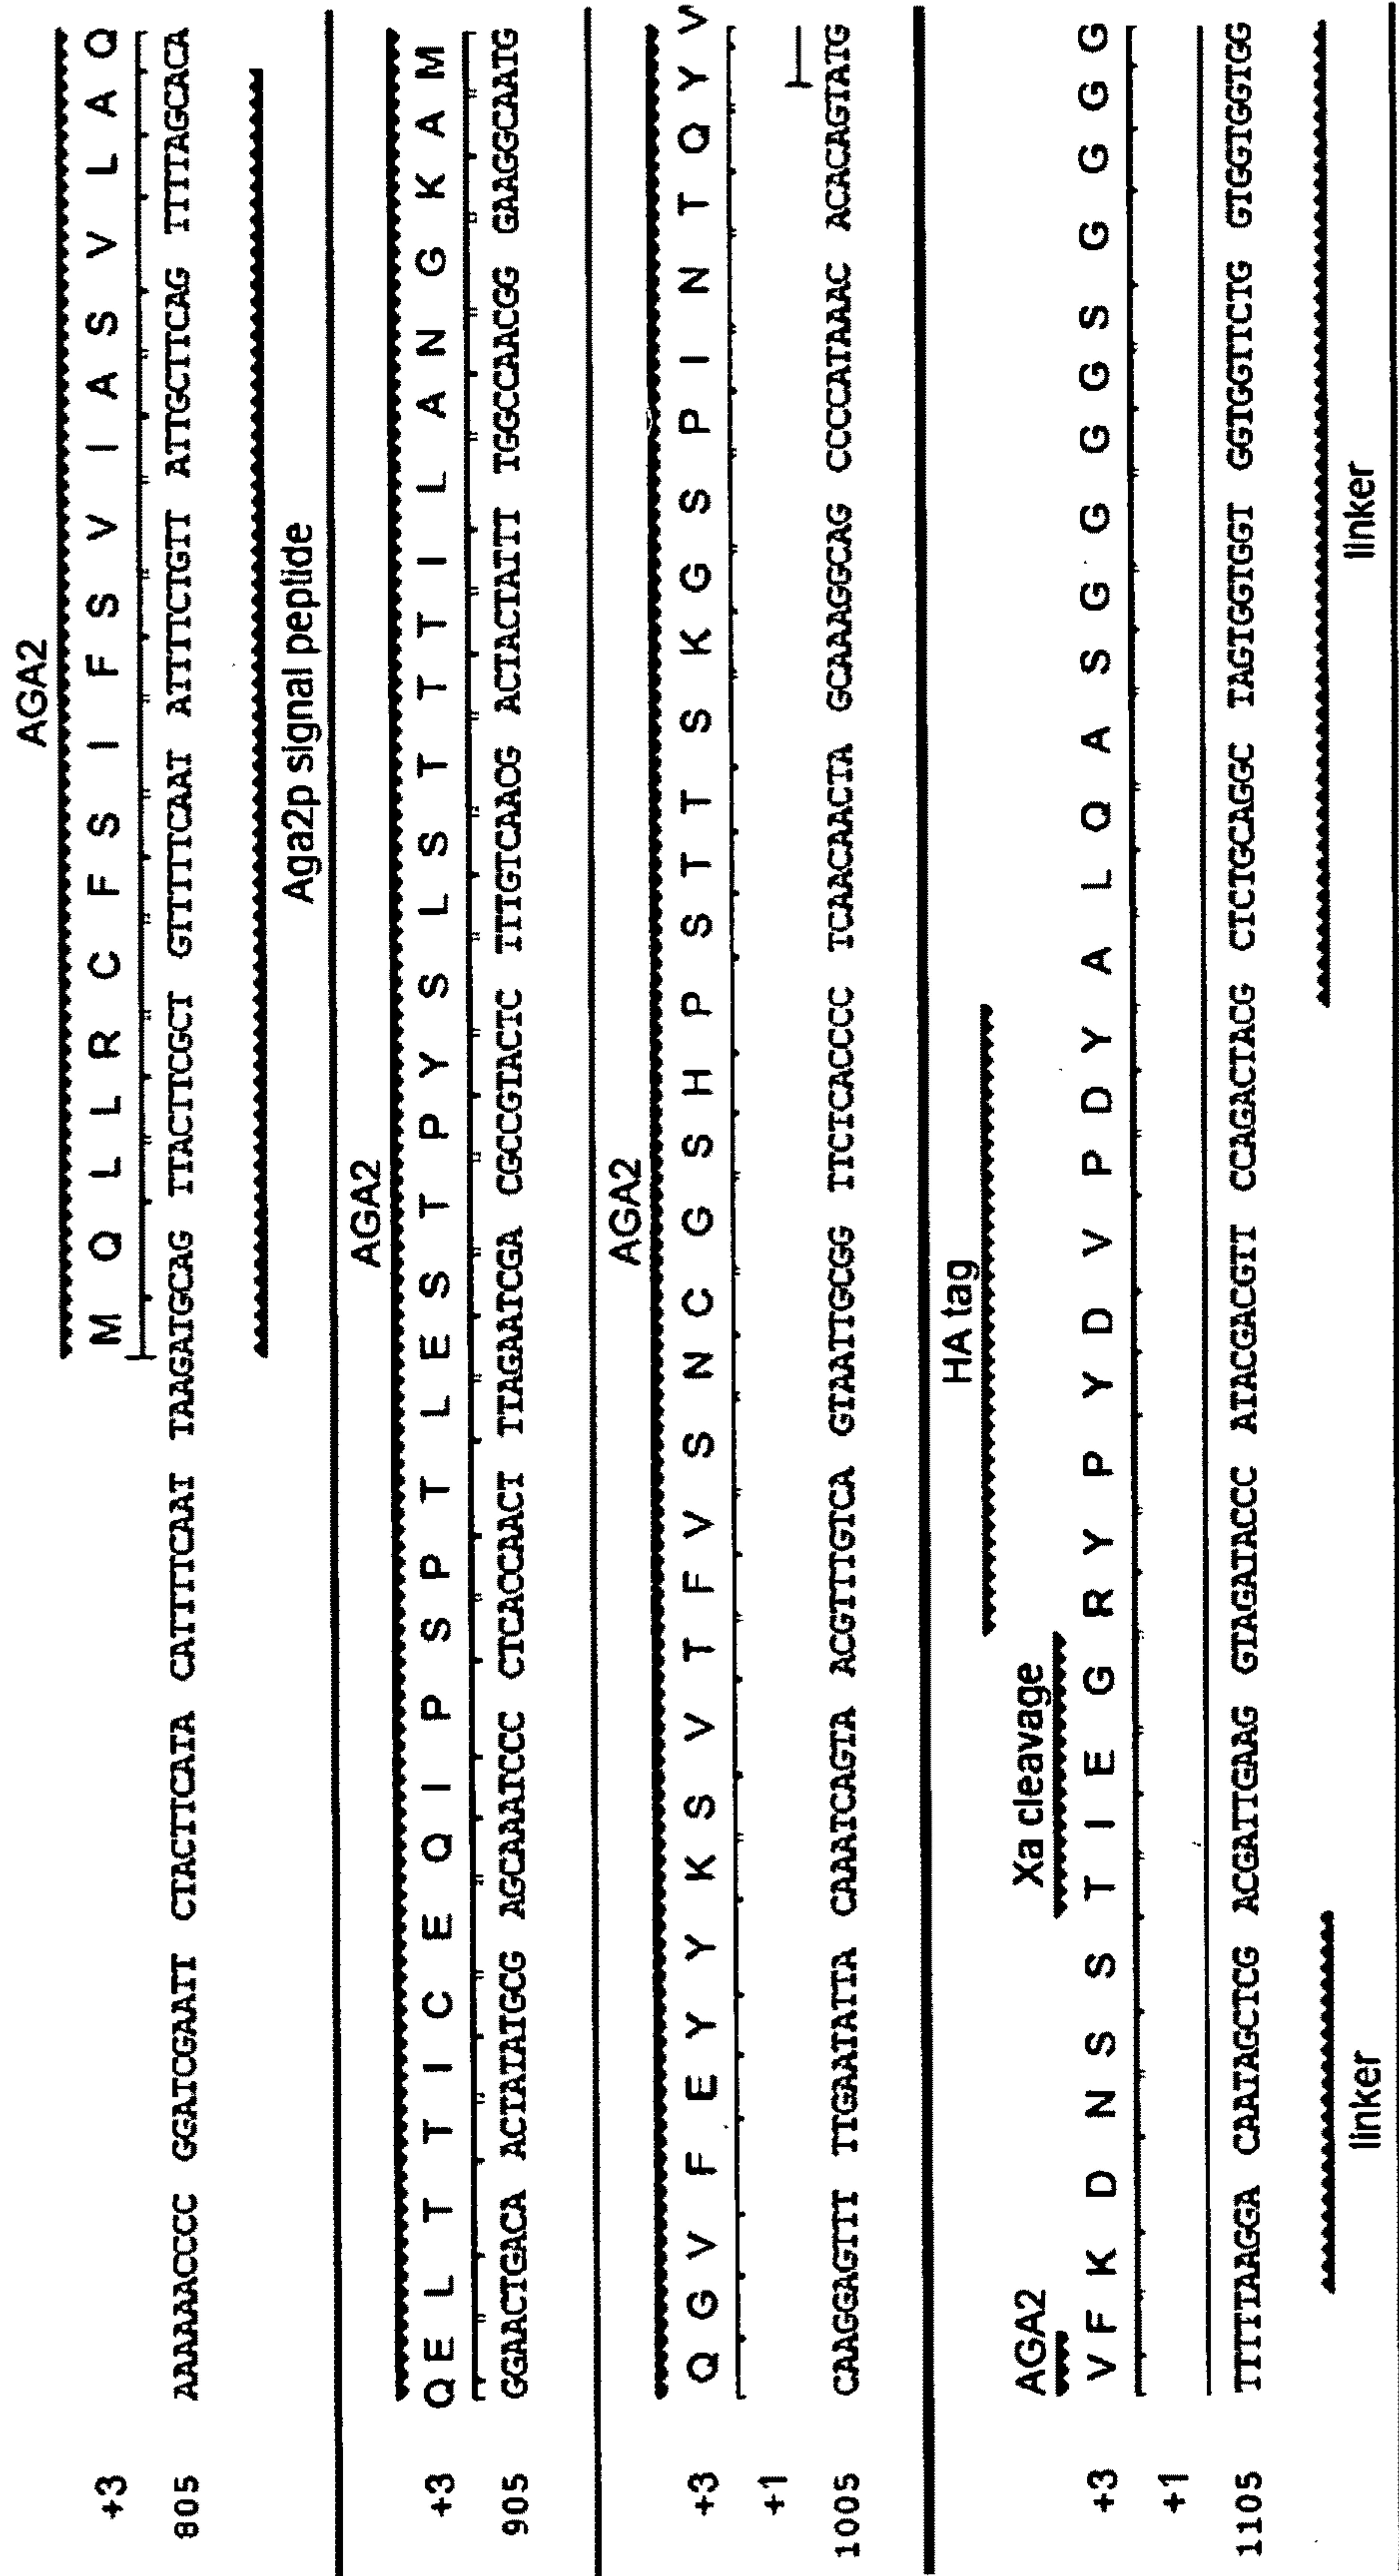 AGA2
+3 M Q L L R C F S I F S V I A S V L A Q
805 AAAAACCCC GGATCGAATT CTACTTCATA CATTTTCAAT TAAGATGCAG TTACTTCGCT GTTTTTCAAT ATTTTCTGTT ATTGCTTCAG TTTTAGCACA
Aga2p signal peptide
AGA2
+3 Q E L T T I C E Q I P S P T L E S T P Y S L S T T T I L A N G K A M
905 GGAACTGACA ACTATATGCG AGCAAATCCC CTCACCAACT TTAGAATCGA CGCCGTACTC TTTGTCAACG ACTACTATTT TGGCCAACGG GAAGGCAATG
AGA2
+3 Q G V F E Y Y K S V T F V S N C G S H P S T T S K G S P I N T Q Y V
+1
1005 CAAGGAGTTT TTGAATATTA CAAATCAGTA ACGTTTGTCA GTAATTGCGG TTCTCACCCC TCAACAACTA GCAAAGGCAG CCCCATAAAC ACACAGTATG
HA tag
AGA2 Xa cleavage
+3 V F K D N S S T I E G R Y P Y D V P D Y A L Q A S G G G G S G G G G
+1
1105 TTTTTAAGGA CAATAGCTCG ACGATTGAAG GTAGATACCC ATACGACGTT CCAGACTACG CTCTGCAGGC TAGTGGTGGT GGTGGTTCTG GTGGTGGTGG
linker linker